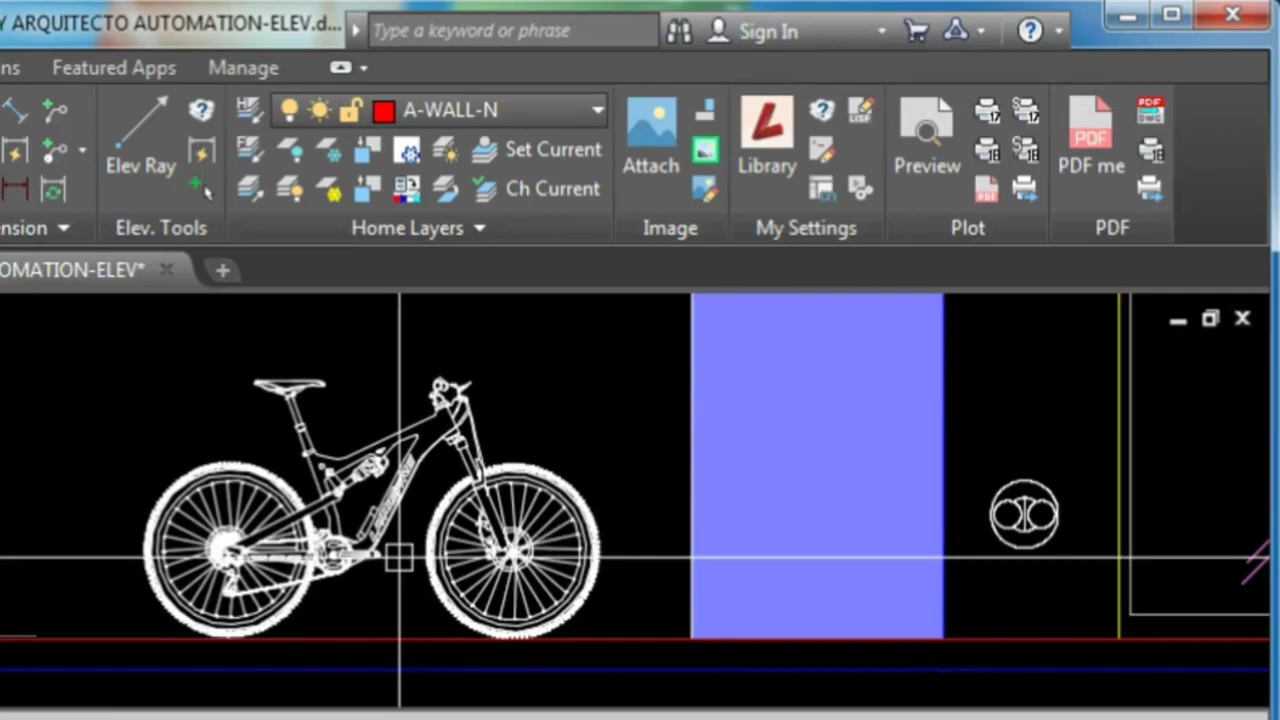 Y ARQUITECTO AUTOMATION-ELEV.d...
Type a keyword or phrase
Sign In
ns
Featured Apps
Manage
A-WALL-N
Elev Ray
Set Current
Ch Current
Attach
Library
Preview
PDF
PDF me
nsion
Elev. Tools
Home Layers
Image
My Settings
Plot
PDF
OMATION-ELEV*